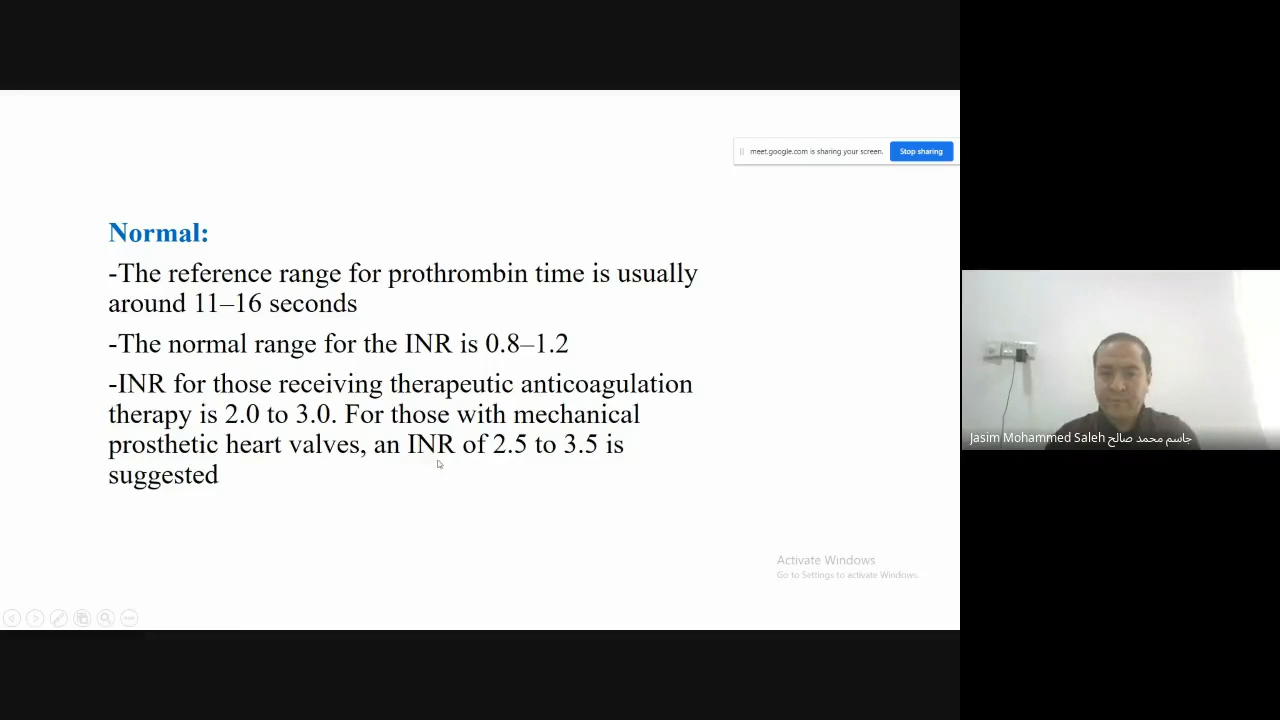 meet.google.com is sharing your screen.
Stop sharing
Normal:
-The reference range for prothrombin time is usually
around 11–16 seconds
-The normal range for the INR is 0.8–1.2
-INR for those receiving therapeutic anticoagulation
therapy is 2.0 to 3.0. For those with mechanical
prosthetic heart valves, an INR of 2.5 to 3.5 is
suggested
Jasim Mohammed Saleh جاسم محمد صالح
Activate Windows
Go to Settings to activate Windows.